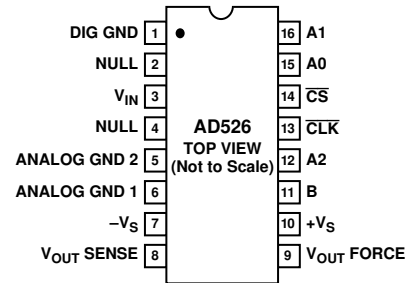 DIG GND 1 16 A1
NULL 2 15 A0
VIN 3 14 CS
NULL 4 AD526 13 CLK
TOP VIEW
ANALOG GND 2 5 (Not to Scale) 12 A2
ANALOG GND 1 6 11 B
–VS 7 10 +VS
VOUT SENSE 8 9 VOUT FORCE